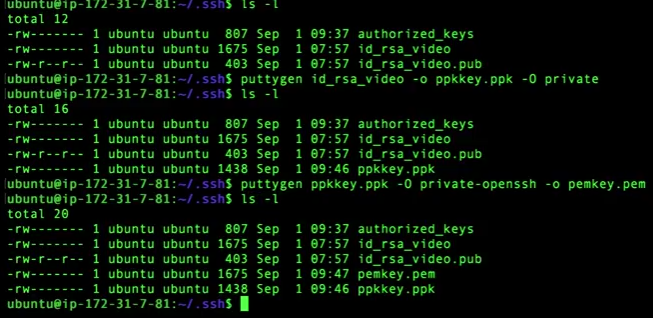 ubuntu@ip-172-31-7-81:~/.ssh$ ls -l
total 12
-rw------- 1 ubuntu ubuntu  807 Sep  1 09:37 authorized_keys
-rw------- 1 ubuntu ubuntu 1675 Sep  1 07:57 id_rsa_video
-rw-r--r-- 1 ubuntu ubuntu  403 Sep  1 07:57 id_rsa_video.pub
ubuntu@ip-172-31-7-81:~/.ssh$ puttygen id_rsa_video -o ppkkey.ppk -O private
ubuntu@ip-172-31-7-81:~/.ssh$ ls -l
total 16
-rw------- 1 ubuntu ubuntu  807 Sep  1 09:37 authorized_keys
-rw------- 1 ubuntu ubuntu 1675 Sep  1 07:57 id_rsa_video
-rw-r--r-- 1 ubuntu ubuntu  403 Sep  1 07:57 id_rsa_video.pub
-rw------- 1 ubuntu ubuntu 1438 Sep  1 09:46 ppkkey.ppk
ubuntu@ip-172-31-7-81:~/.ssh$ puttygen ppkkey.ppk -O private-openssh -o pemkey.pem
ubuntu@ip-172-31-7-81:~/.ssh$ ls -l
total 20
-rw------- 1 ubuntu ubuntu  807 Sep  1 09:37 authorized_keys
-rw------- 1 ubuntu ubuntu 1675 Sep  1 07:57 id_rsa_video
-rw-r--r-- 1 ubuntu ubuntu  403 Sep  1 07:57 id_rsa_video.pub
-rw------- 1 ubuntu ubuntu 1675 Sep  1 09:47 pemkey.pem
-rw------- 1 ubuntu ubuntu 1438 Sep  1 09:46 ppkkey.ppk
ubuntu@ip-172-31-7-81:~/.ssh$